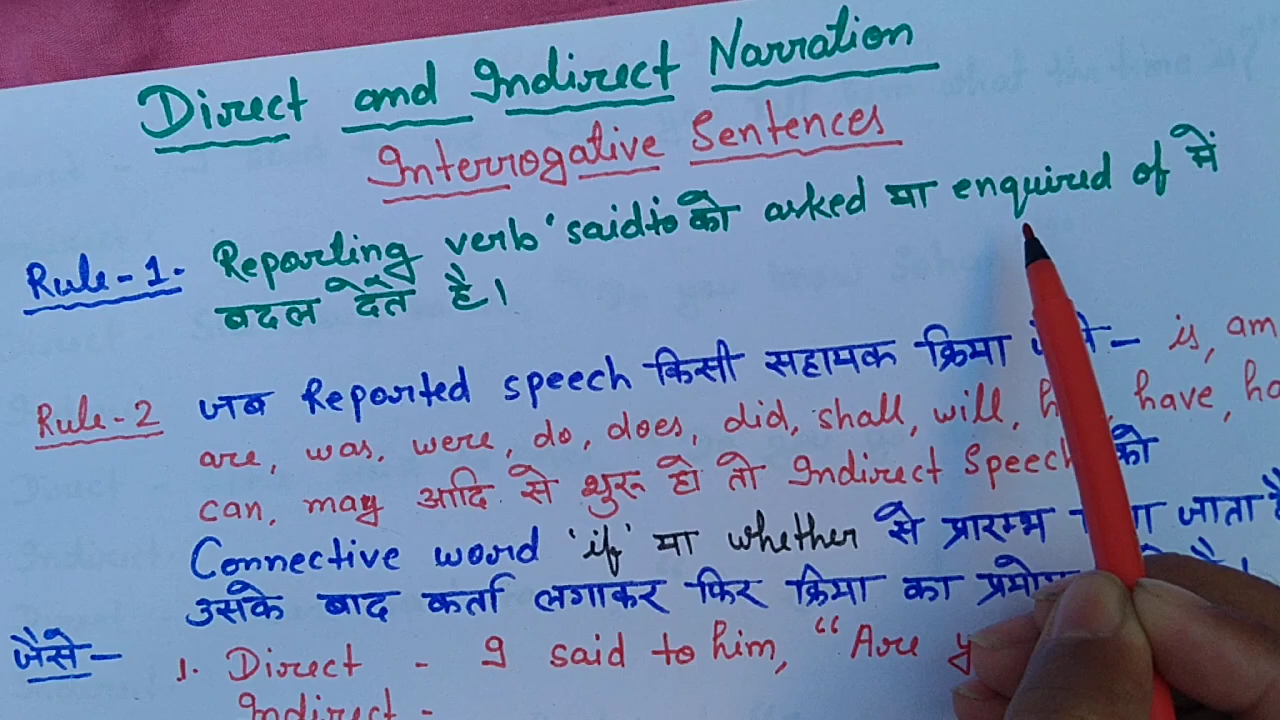 Direct and Indirect Narration
Interrogative Sentences
Rule-1. Reporting verb 'said to को asked या enquired of में
बदल देते है।
Rule-2 जब Reported speech किसी सहायक क्रिया – is, am
are, was, were, do, does, did, shall, will, have,
can, may आदि से शुरू हो तो Indirect Speech को
Connective word 'if' या whether से प्रारम्भ जाता है
उसके बाद कर्ता लगाकर फिर क्रिया का
जैसे – 1. Direct - I said to him, “Are
Indirect -